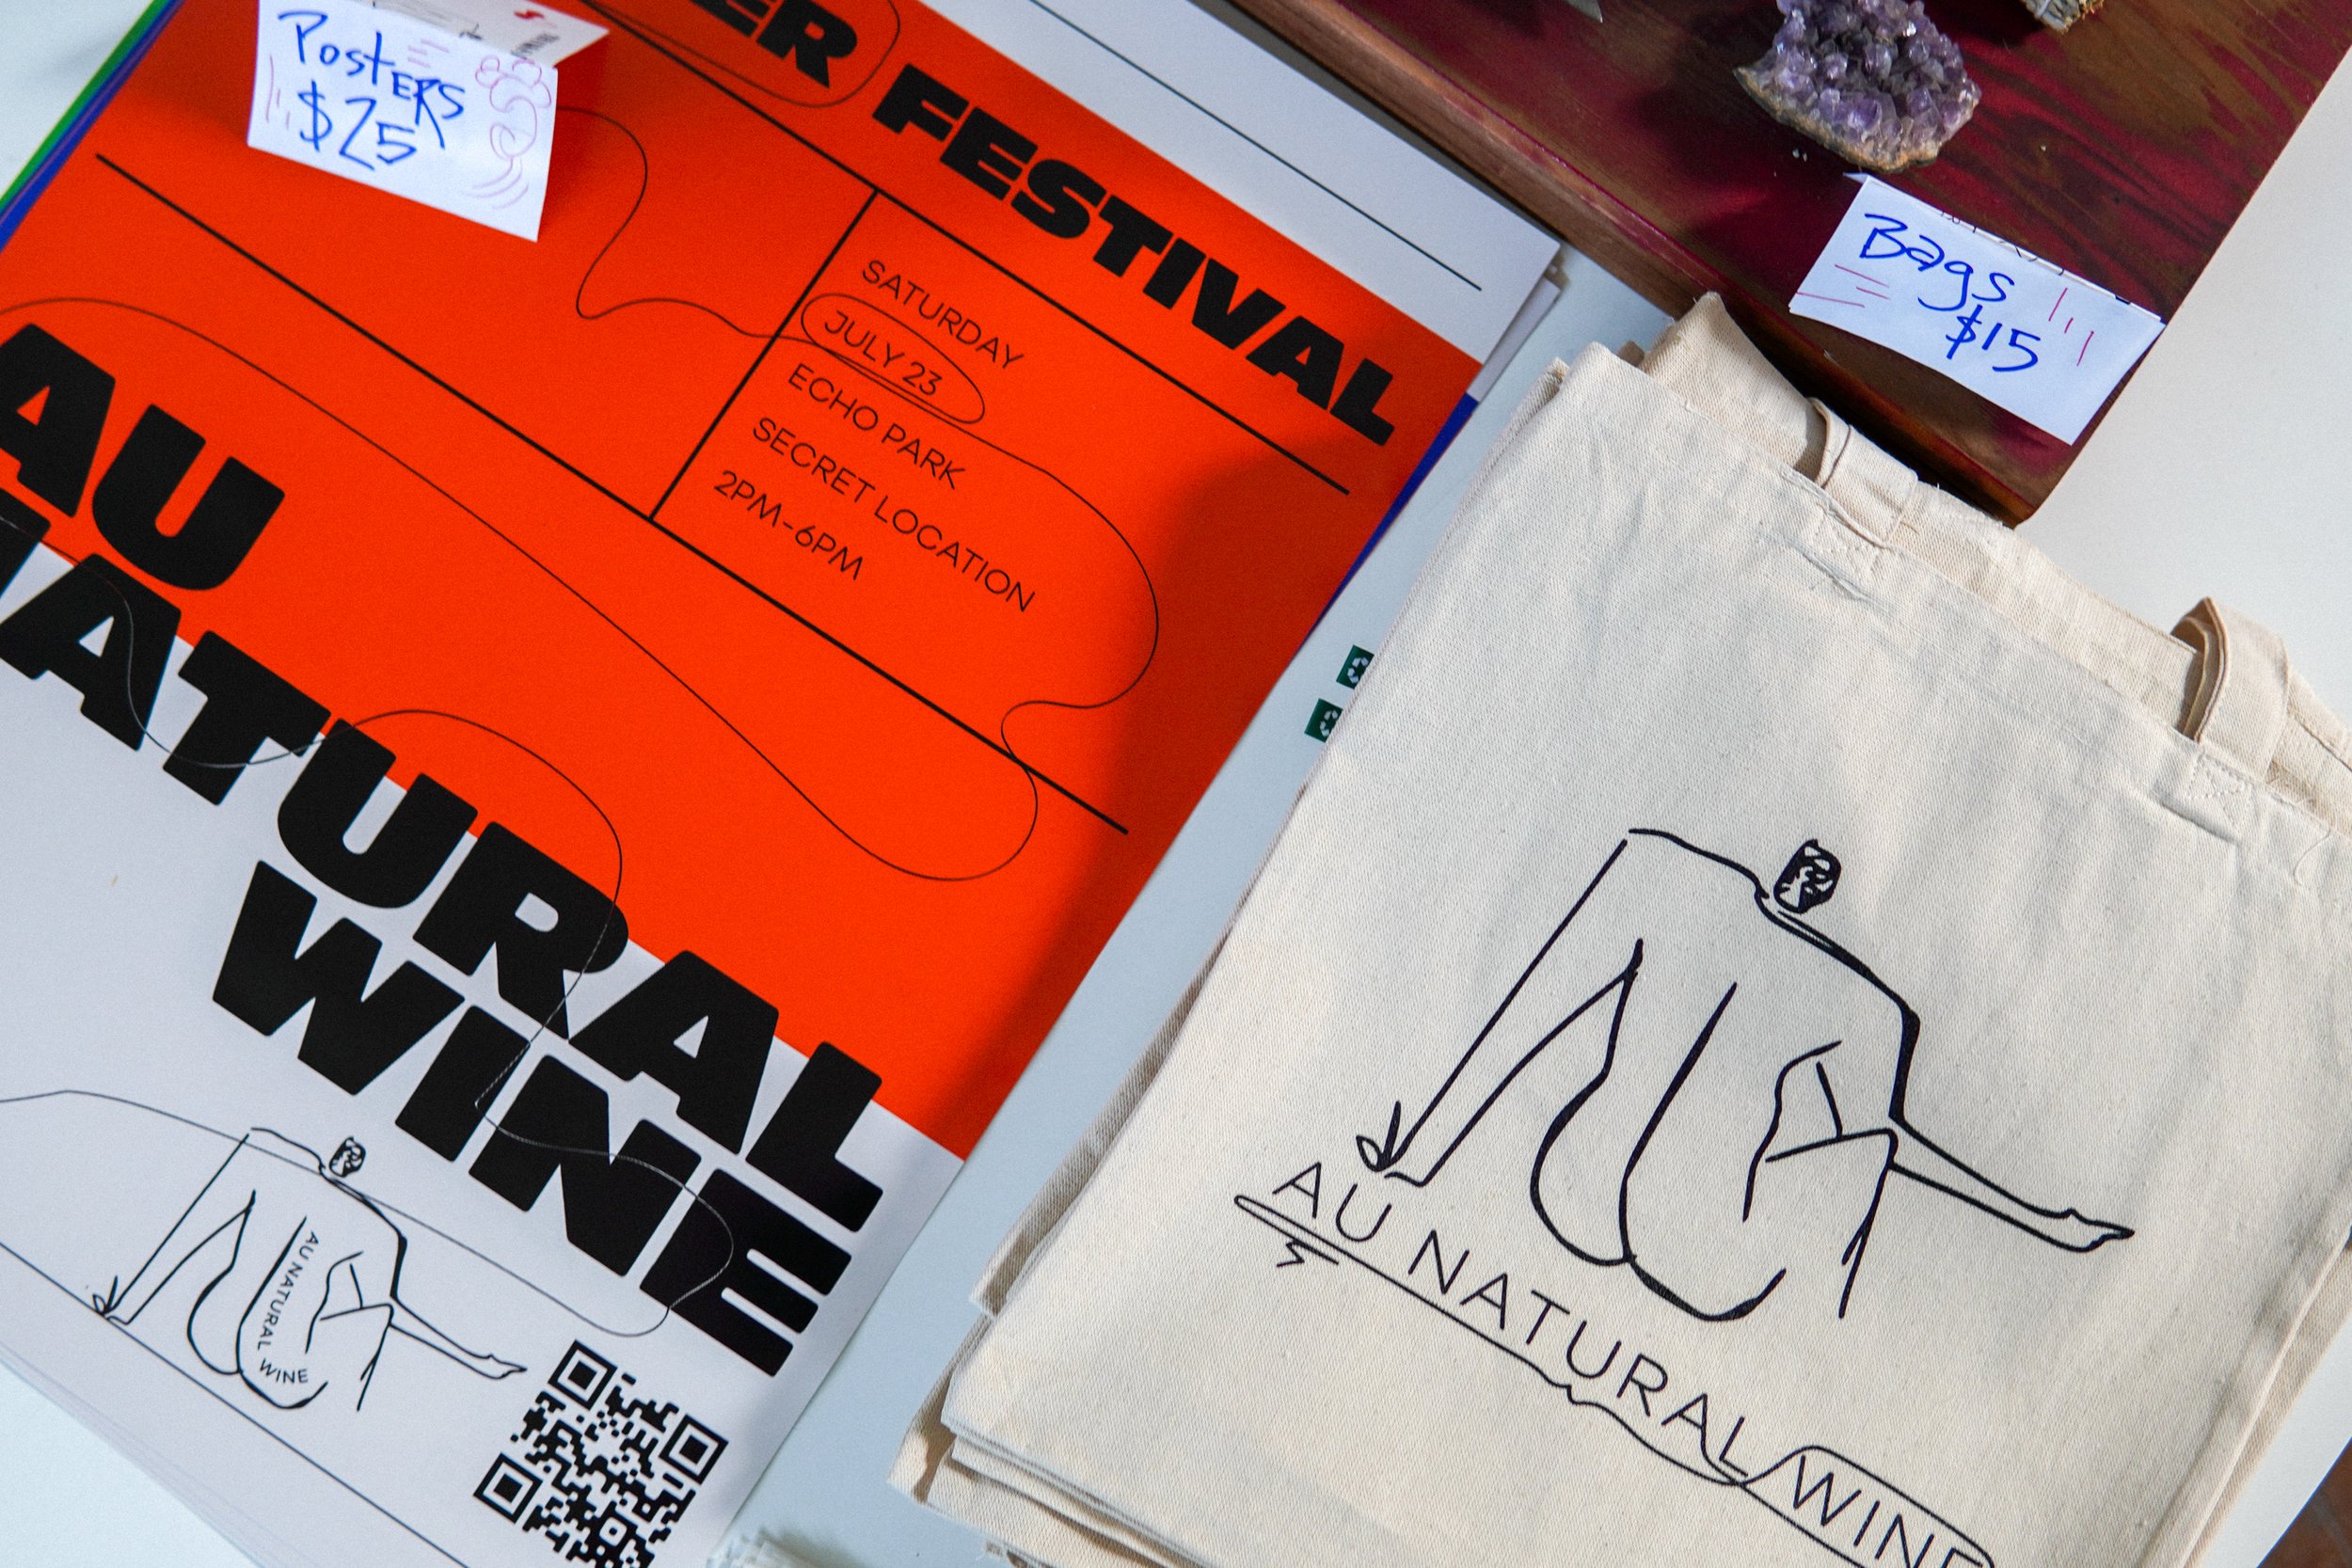 Posters
$25
FESTIVAL
SATURDAY
JULY 23
ECHO PARK
SECRET LOCATION
2PM-6PM
AU
NATURAL
WINE
AU NATURAL WINE
Bags
$15
AU NATURAL WINE